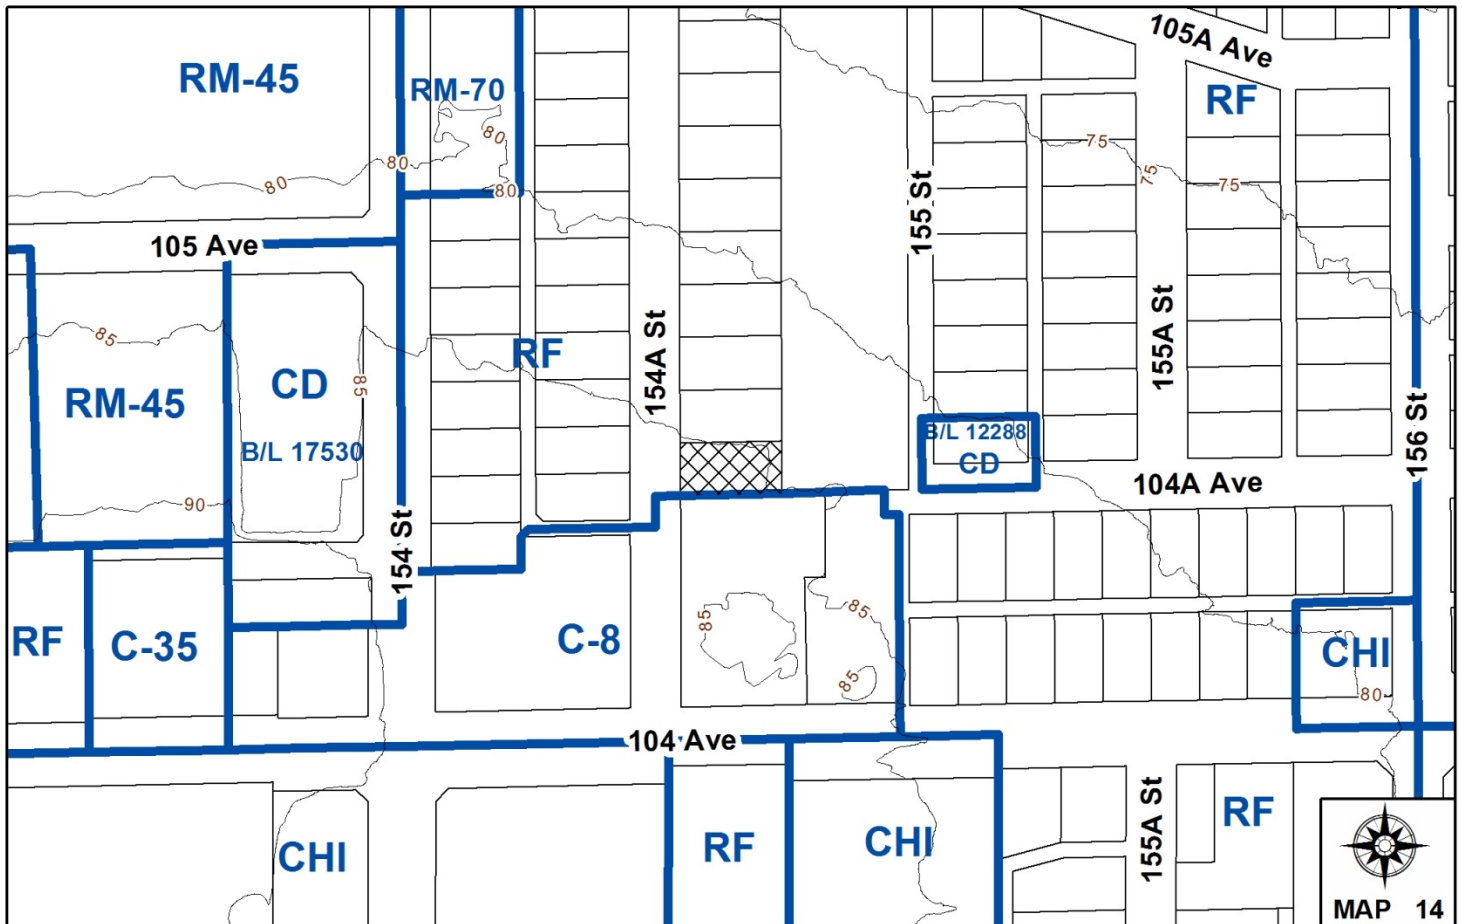 105A Ave
RM-45
RM-70
RF
80
80
80
80
75
75
75
155 St
105 Ave
85
RM-45
CD
85
B/L 17530
90
RF
154A St
155A St
156 St
B/L 12288
CD
104A Ave
154 St
RF
C-35
C-8
85
85
85
CHI
80
104 Ave
CHI
RF
CHI
155A St
RF
MAP 14